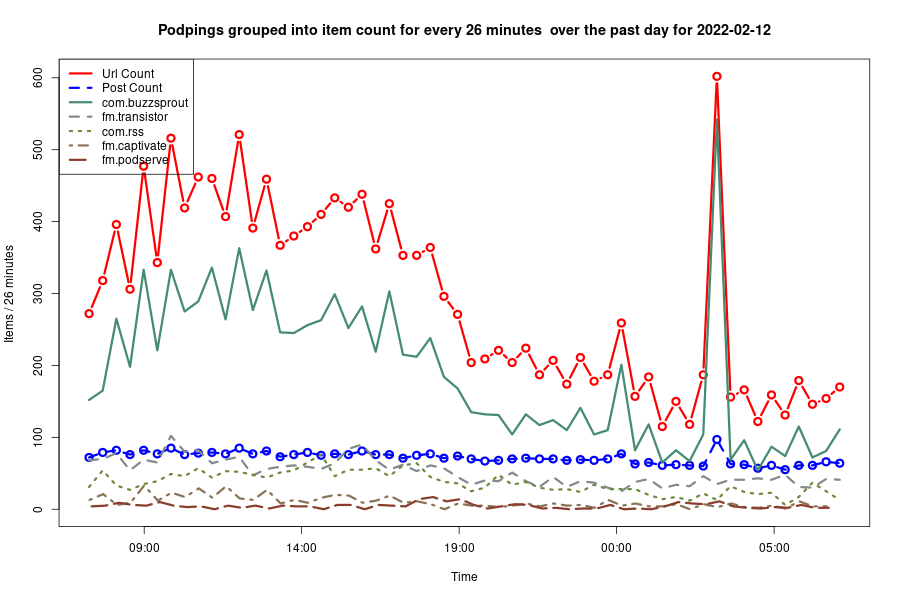 Podpings grouped into item count for every 26 minutes  over the past day for 2022-02-12
Url Count
Post Count
com.buzzsprout
fm.transistor
com.rss
fm.captivate
fm.podserve
Items / 26 minutes
600
500
400
300
200
100
0
09:00
14:00
19:00
00:00
05:00
Time